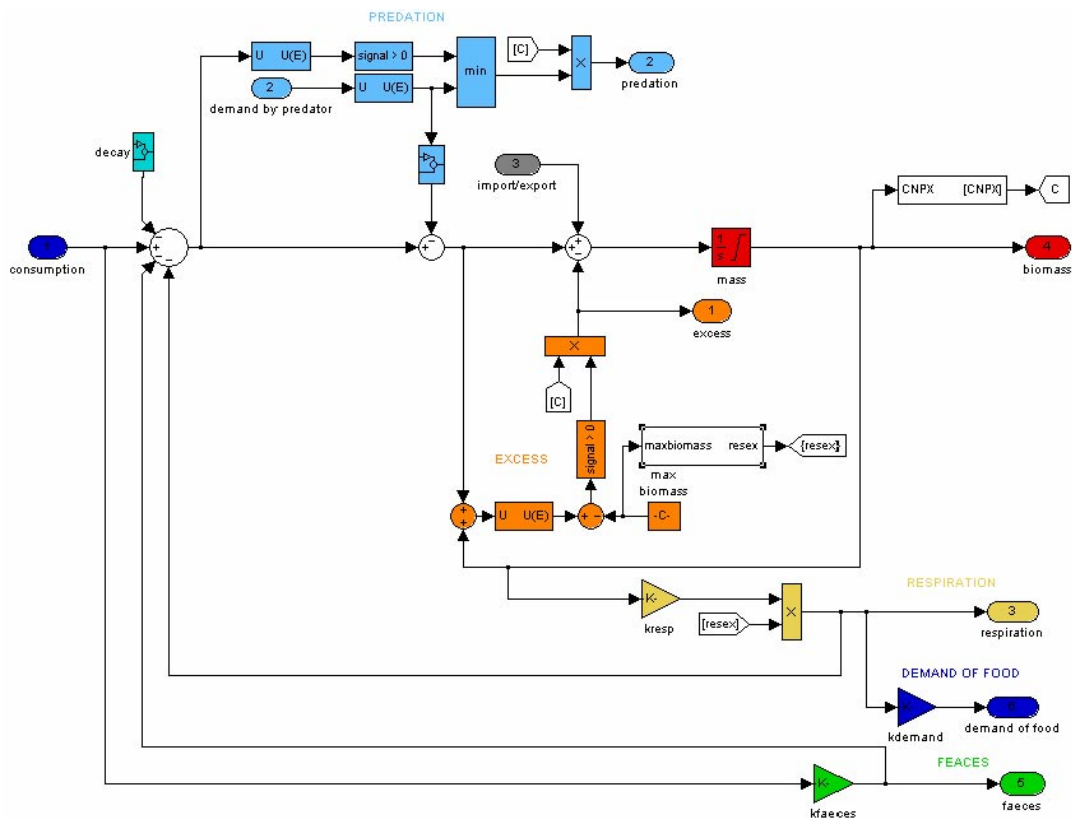 PREDATION
U U(E)
signal > 0
min
[C]
×
2
predation
2
demand by predator
U U(E)
decay
3
import/export
CNPX [CNPX]
C
consumption
1
s
mass
4
biomass
1
excess
×
[C]
signal > 0
EXCESS
maxbiomass resex
{resex}
max
biomass
U U(E)
-C-
RESPIRATION
K-
kresp
×
[resex]
3
respiration
DEMAND OF FOOD
K-
kdemand
demand of food
FEACES
K-
kfaeces
5
faeces